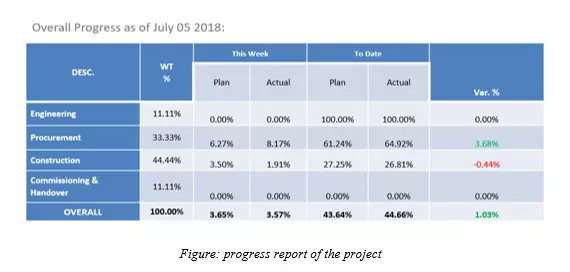 Overall Progress as of July 05 2018:
DESC. WT % This Week To Date Var. %
Plan Actual Plan Actual
Engineering 11.11% 0.00% 0.00% 100.00% 100.00% 0.00%
Procurement 33.33% 6.27% 8.17% 61.24% 64.92% 3.68%
Construction 44.44% 3.50% 1.91% 27.25% 26.81% -0.44%
Commissioning &
Handover 11.11% 0.00% 0.00% 0.00% 0.00% 0.00%
OVERALL 100.00% 3.65% 3.57% 43.64% 44.66% 1.03%
Figure: progress report of the project